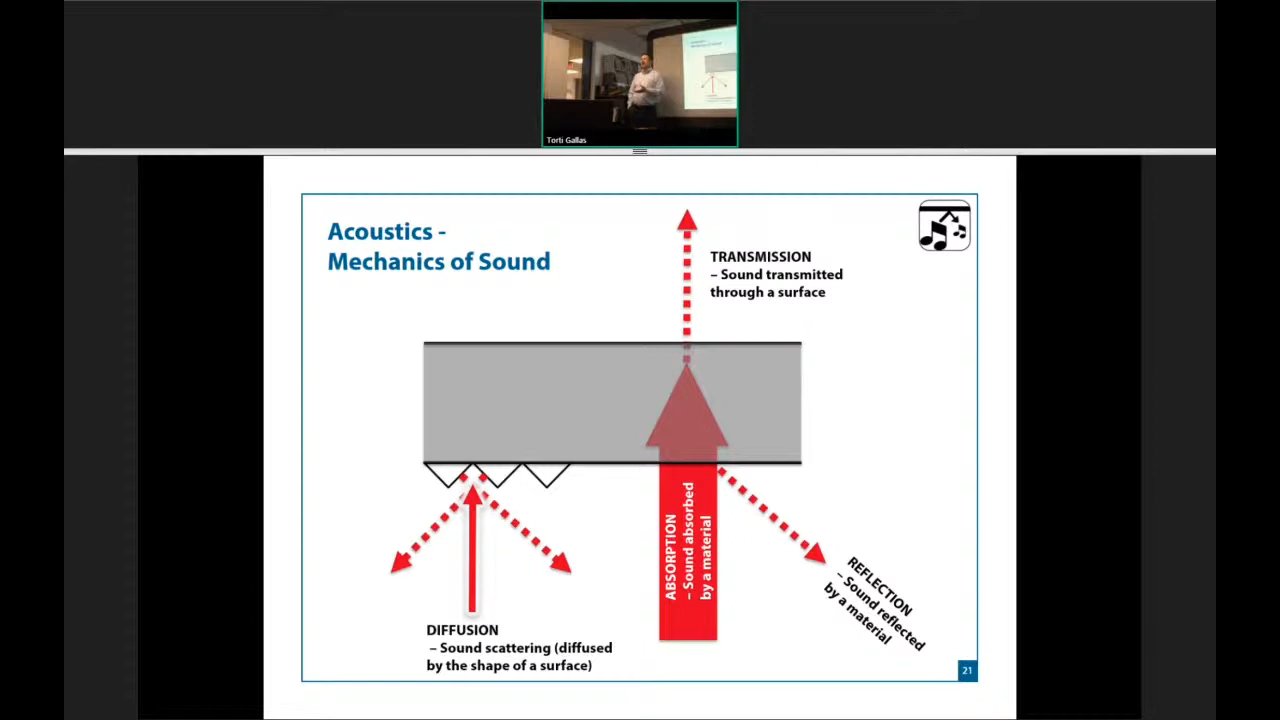 Torti Gallas
Acoustics -
Mechanics of Sound
TRANSMISSION
– Sound transmitted
through a surface
ABSORPTION
– Sound absorbed
by a material
REFLECTION
– Sound reflected
by a material
DIFFUSION
– Sound scattering (diffused
by the shape of a surface)
21